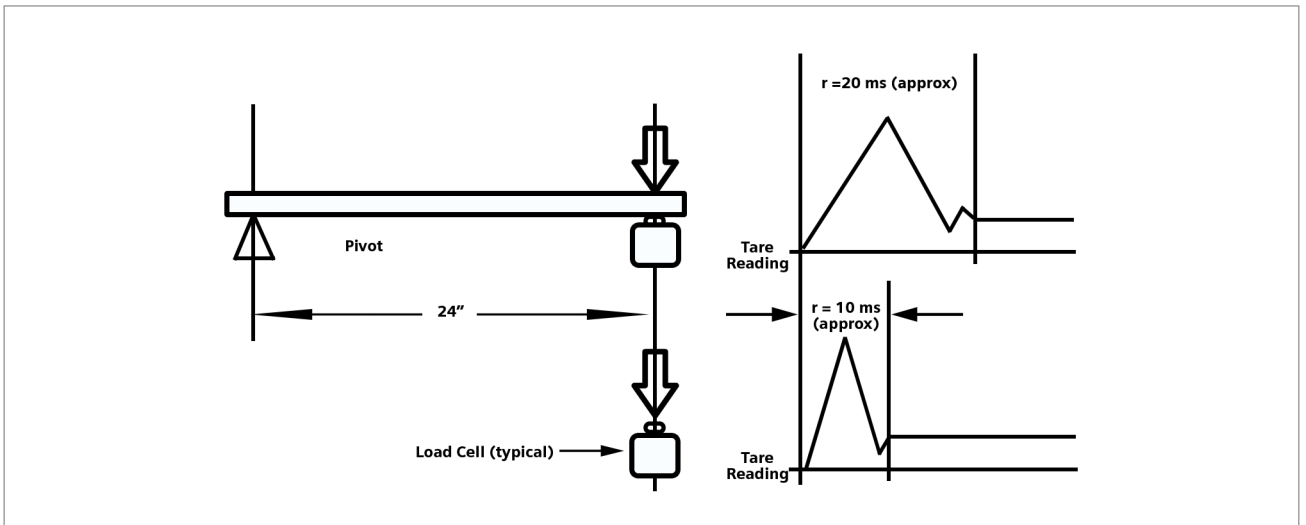 r =20 ms (approx)
Pivot
Tare
Reading
24”
r = 10 ms
(approx)
Load Cell (typical)
Tare
Reading